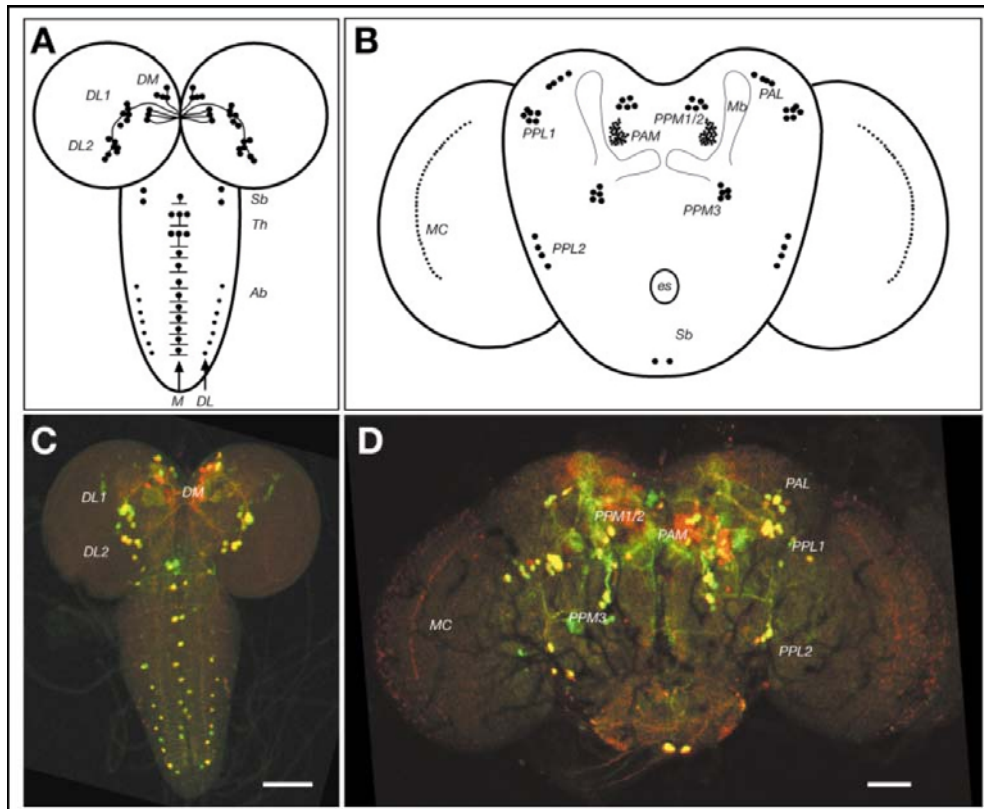 A
DM
DL1
DL2
Sb
Th
Ab
M DL
B
PAL
Mb
PPM1/2
PPL1
PAM
PPM3
MC
PPL2
es
Sb
C
DL1
DM
DL2
D
PAL
PPM1/2
PAM
PPL1
PPM3
MC
PPL2